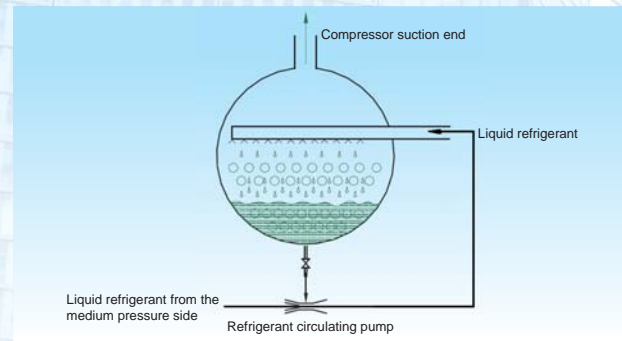 Compressor suction end
Liquid refrigerant
Liquid refrigerant from the
medium pressure side
Refrigerant circulating pump